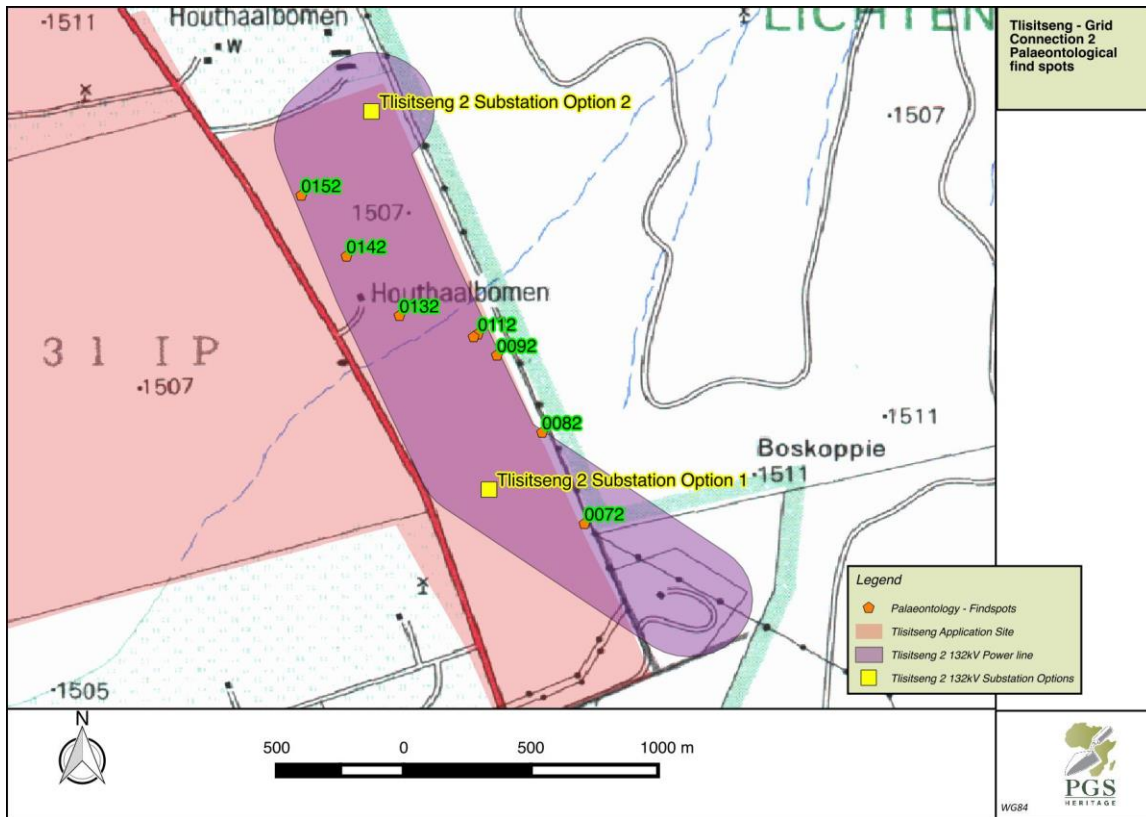 1511
Houthaalbomen
W
LICHTEN
1507
Tlisitseng 2 Substation Option 2
0152
1507
0142
Houthaalbomen
0132
0112
0092
31 IP
1507
0082
1511
Boskoppie
1511
Tlisitseng 2 Substation Option 1
0072
1505
Tlisitseng - Grid
Connection 2
Palaeontological
find spots
Legend
Palaeontology - Findspots
Tlisitseng Application Site
Tlisitseng 2 132kV Power line
Tlisitseng 2 132kV Substation Options
N
500 0 500 1000 m
PGS
HERITAGE
WG84